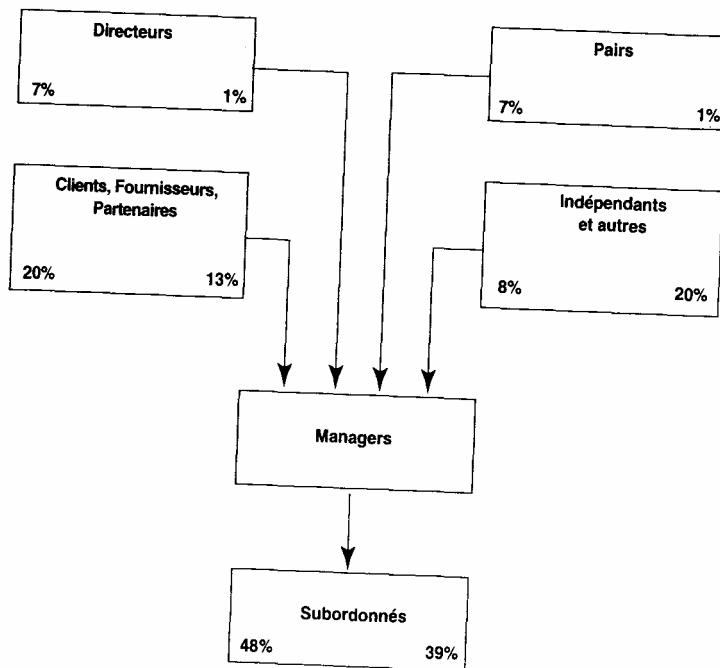 Directeurs
7% 1%
Pairs
7% 1%
Clients, Fournisseurs,
Partenaires
20% 13%
Indépendants
et autres
8% 20%
Managers
Subordonnés
48% 39%